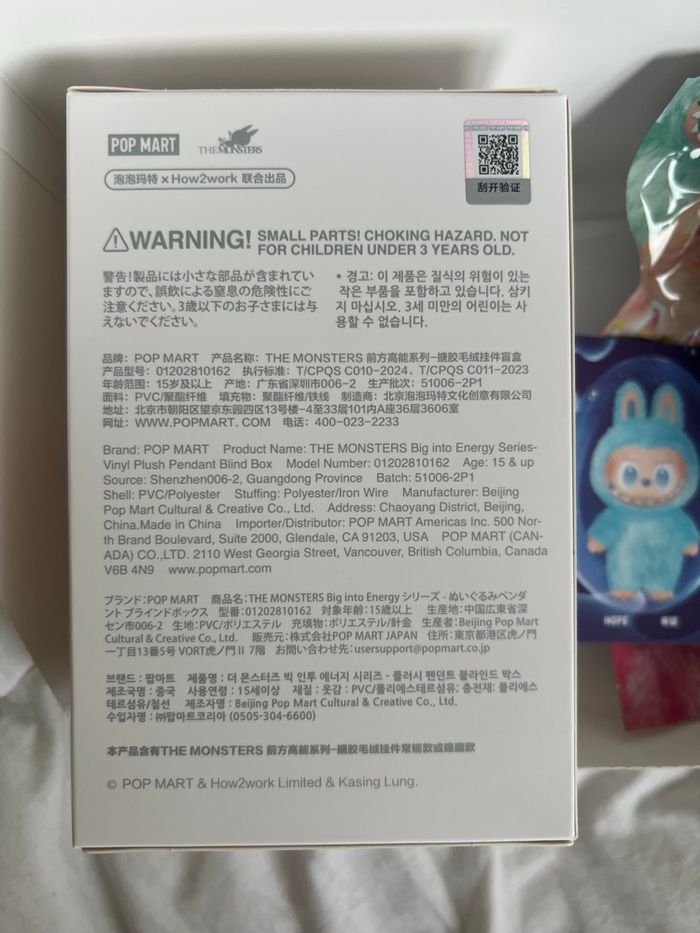 POP MART
THE MONSTERS
泡泡玛特 × How2work 联合出品
刮开验证
WARNING! SMALL PARTS! CHOKING HAZARD. NOT
FOR CHILDREN UNDER 3 YEARS OLD.
警告!製品には小さな部品が含まれてい
ますので、誤飲による窒息の危険性にご
注意ください。3歳以下のお子さまには与
えないでください。
* 경고: 이 제품은 질식의 위험이 있는
작은 부품을 포함하고 있습니다. 삼키
지 마십시오. 3세 미만의 어린이는 사
용할 수 없습니다.
品牌：POP MART 产品名称：THE MONSTERS 前方高能系列-搪胶毛绒挂件盲盒
产品型号：01202810162 执行标准：T/CPQS C010-2024、T/CPQS C011-2023
年龄范围：15岁及以上 产地：广东省深圳市006-2 生产批次：51006-2P1
面料：PVC/聚酯纤维 填充物：聚酯纤维/铁线 制造商：北京泡泡玛特文化创意有限公司
地址：北京市朝阳区望京东园四区13号楼-4至33层101内A座36层3606室
网址：WWW.POPMART. COM 电话：400-023-2233
Brand: POP MART Product Name: THE MONSTERS Big into Energy Series-
Vinyl Plush Pendant Blind Box Model Number: 01202810162 Age: 15 & up
Source: Shenzhen006-2, Guangdong Province Batch: 51006-2P1
Shell: PVC/Polyester Stuffing: Polyester/Iron Wire Manufacturer: Beijing
Pop Mart Cultural & Creative Co., Ltd. Address: Chaoyang District, Beijing,
China.Made in China Importer/Distributor: POP MART Americas Inc. 500 Nor-
th Brand Boulevard, Suite 2000, Glendale, CA 91203, USA POP MART (CAN-
ADA) CO.,LTD. 2110 West Georgia Street, Vancouver, British Columbia, Canada
V6B 4N9 www.popmart.com
ブランド：POP MART 商品名：THE MONSTERS Big into Energy シリーズ - ぬいぐるみペンダ
ント ブラインドボックス 型番：01202810162 対象年齢：15歳以上 生産地：中国広東省深
セン市006-2 生地：PVC/ポリエステル 充填物：ポリエステル/針金 生産者：Beijing Pop Mart
Cultural & Creative Co., Ltd. 販売元：株式会社POP MART JAPAN 住所：東京都港区虎ノ門
一丁目13番5号 VORT虎ノ門Ⅱ 7階 お問い合わせ先：usersupport@popmart.co.jp
브랜드 : 팝마트 제품명 : 더 몬스터즈 빅 인투 에너지 시리즈 - 플러시 펜던트 블라인드 박스
제조국명 : 중국 사용연령 : 15세이상 재질 : 옷감 : PVC/폴리에스테르섬유; 충전재: 폴리에스
테르섬유/철선 제조자명 : Beijing Pop Mart Cultural & Creative Co., Ltd.
수입자명 : ㈜팝마트코리아 (0505-304-6600)
本产品含有THE MONSTERS 前方高能系列-搪胶毛绒挂件常规款或隐藏款
© POP MART & How2work Limited & Kasing Lung.
HOPE
希望